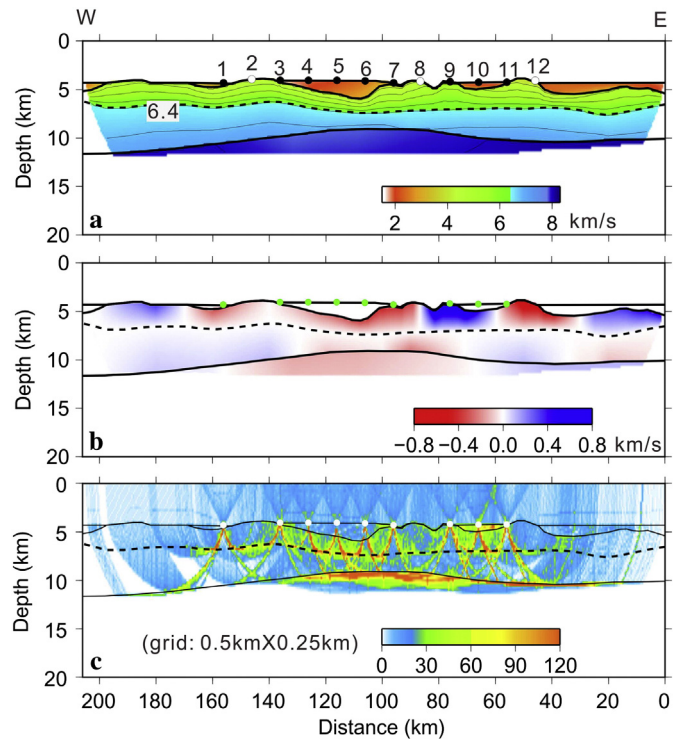 W E
0
1 2 3 4 5 6 7 8 9 10 11 12
5
6.4
10
15
20
Depth (km)
a
2 4 6 8 km/s
0
5
10
15
20
Depth (km)
b
−0.8 −0.4 0.0 0.4 0.8 km/s
0
5
10
15
20
Depth (km)
c
(grid: 0.5kmX0.25km)
0 30 60 90 120
200 180 160 140 120 100 80 60 40 20 0
Distance (km)